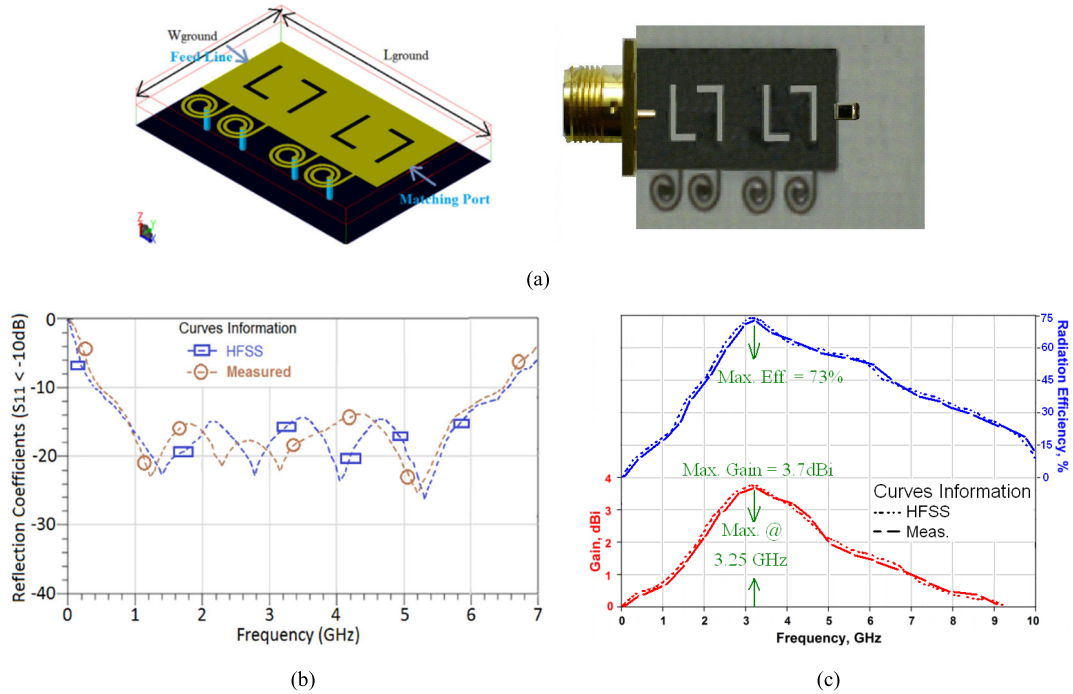 Wground
Feed Line
Lground
Matching Port
Z
Y
X
(a)
Reflection Coefficients (S11 < -10dB)
0
-10
-20
-30
-40
Curves Information
HFSS
Measured
0 1 2 3 4 5 6 7
Frequency (GHz)
(b)
75
-60
-45
-30
-15
0
Radiation Efficiency, %
Max. Eff. = 73%
Max. Gain = 3.7dBi
4
3
2
1
0
Gain, dBi
Curves Information
HFSS
Meas.
Max. @
3.25 GHz
0 1 2 3 4 5 6 7 8 9 10
Frequency, GHz
(c)